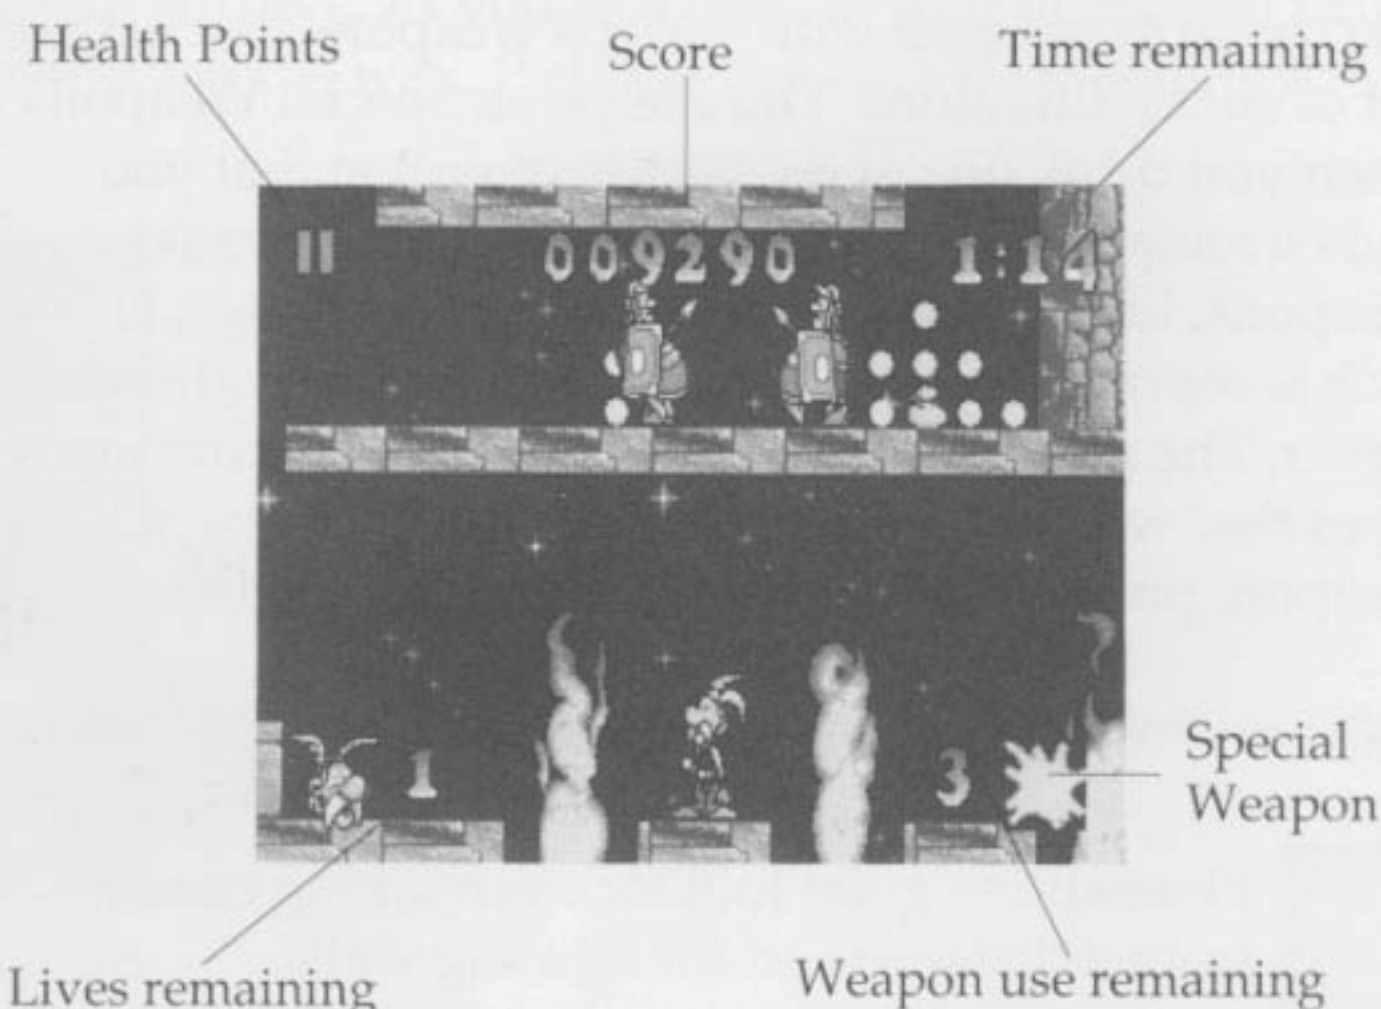 Health Points
Score
Time remaining
009290
1:14
1
3
Special
Weapon
Lives remaining
Weapon use remaining